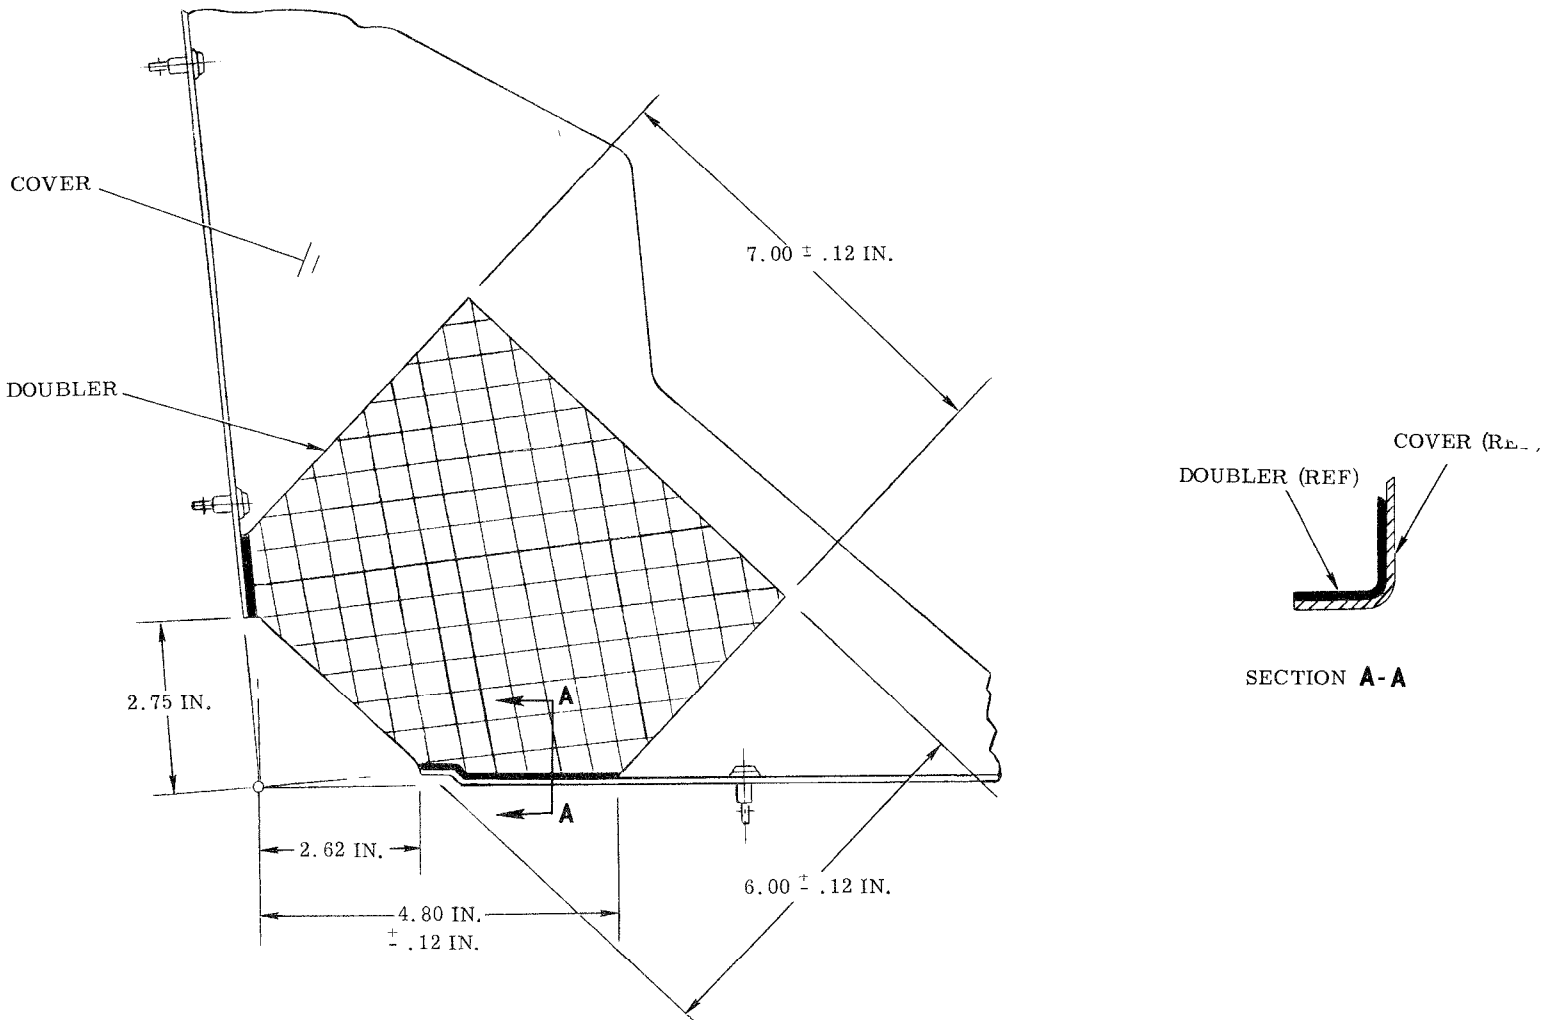 COVER
7.00 ± .12 IN.
DOUBLER
COVER
DOUBLER (REF)
2.75 IN.
A
SECTION A-A
A
2.62 IN.
6.00 ± .12 IN.
4.80 IN.
± .12 IN.